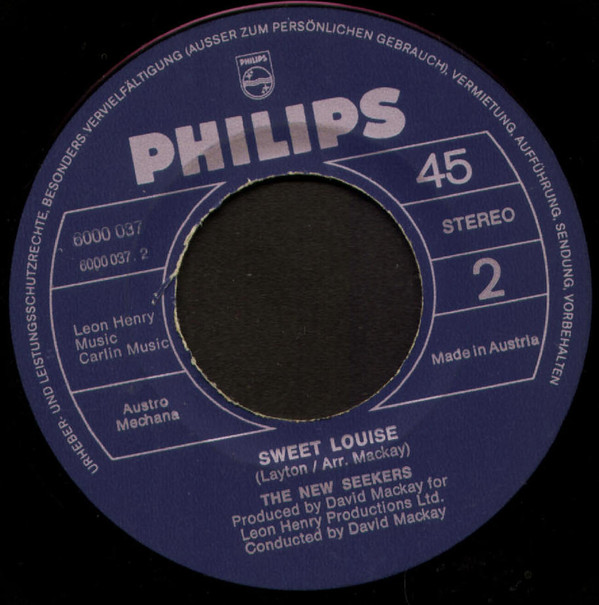 URHEBER- UND LEISTUNGSSCHUTZRECHTE, BESONDERS VERVIELFÄLTIGUNG (AUSSER ZUM PERSÖNLICHEN GEBRAUCH), VERMIETUNG, AUFFÜHRUNG, SENDUNG, VORBEHALTEN
PHILIPS
PHILIPS
6000 037
6000 037. 2
Leon Henry
Music
Carlin Music
Austro
Mechana
45
STEREO
2
Made in Austria
SWEET LOUISE
(Layton / Arr. Mackay)
THE NEW SEEKERS
Produced by David Mackay for
Leon Henry Productions Ltd.
Conducted by David Mackay